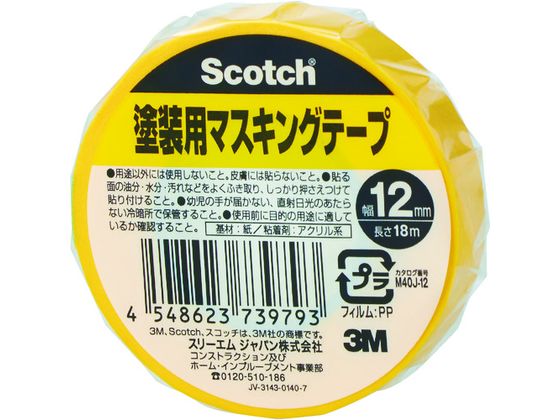 Scotch®
塗装用マスキングテープ
●用途以外には使用しないこと。皮膚には貼らないこと。●貼る
面の油分・水分・汚れなどをよくふき取り、しっかり押さえつけて
貼り付けること。●幼児の手が届かない、直射日光のあたら
ない冷暗所で保管すること。●使用前に目的の用途に適して
いるか確認すること。
基材：紙／粘着剤：アクリル系
幅 12mm
長さ18m
プラ
カタログ番号
M40J-12
フィルム：PP
4 548623 739793
3M、Scotch、スコッチは、3M社の商標です。
スリーエム ジャパン株式会社
コンストラクション及び
ホーム・インプルーブメント事業部
0120-510-186
JV-3143-0140-7
3M